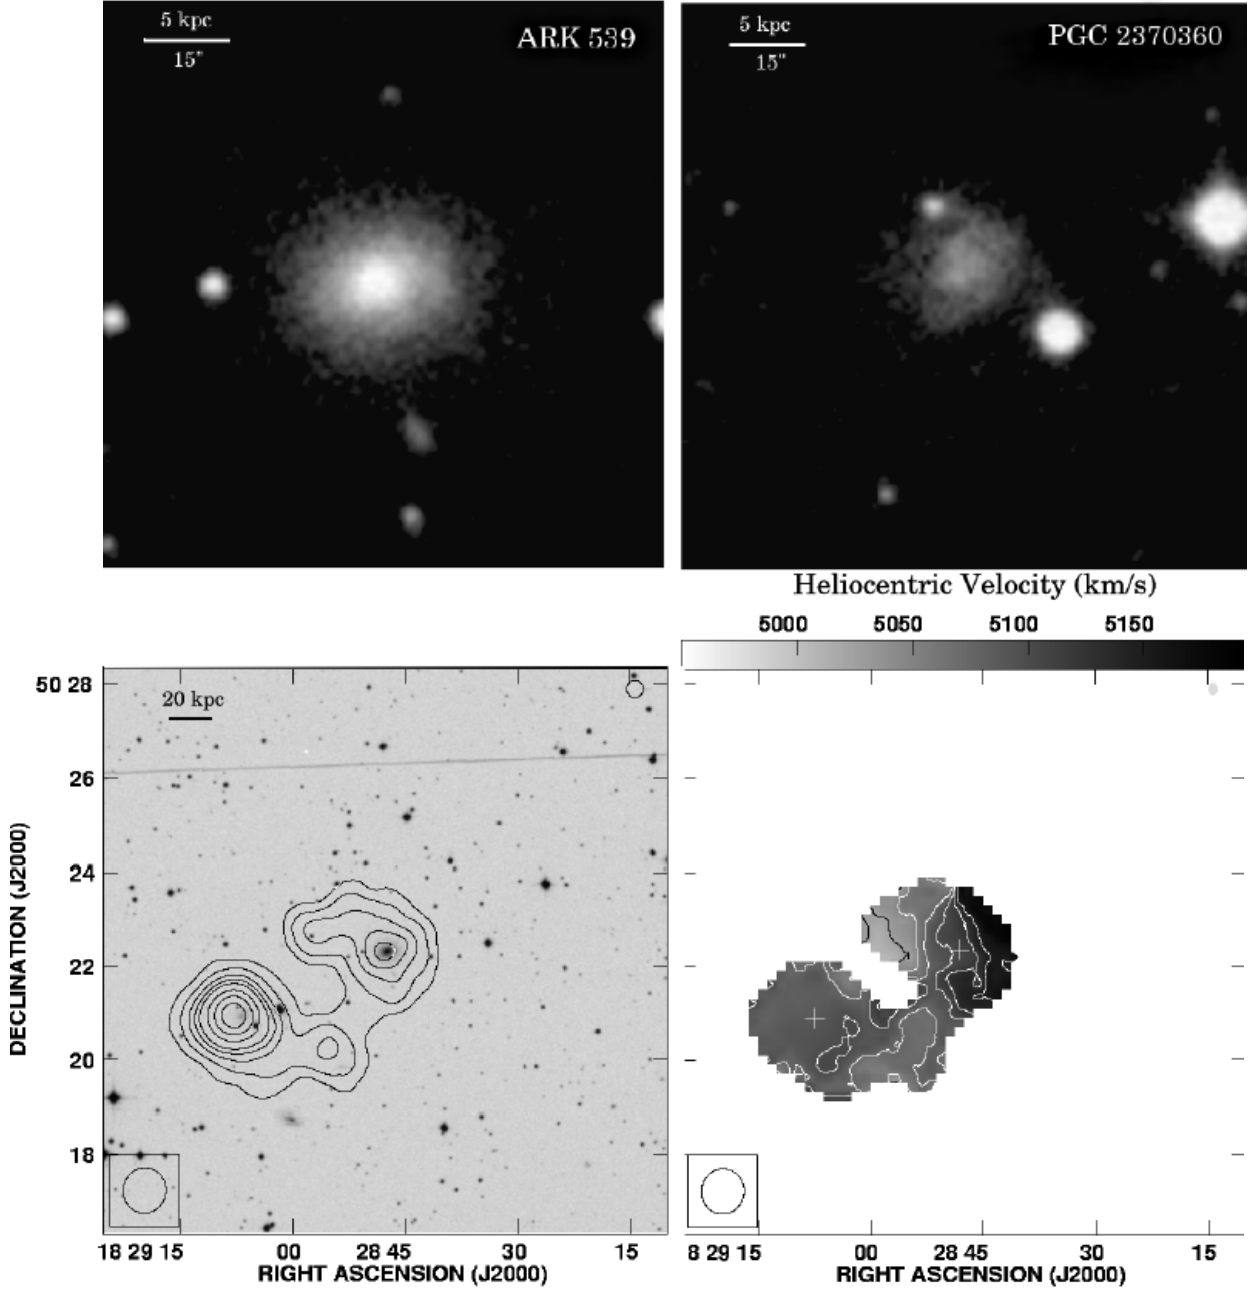 5 kpc
15"
ARK 539
5 kpc
15"
PGC 2370360
Heliocentric Velocity (km/s)
5000 5050 5100 5150
20 kpc
50 28
26
24
22
20
18
DECLINATION (J2000)
18 29 15 00 28 45 30 15
RIGHT ASCENSION (J2000)
8 29 15 00 28 45 30 15
RIGHT ASCENSION (J2000)